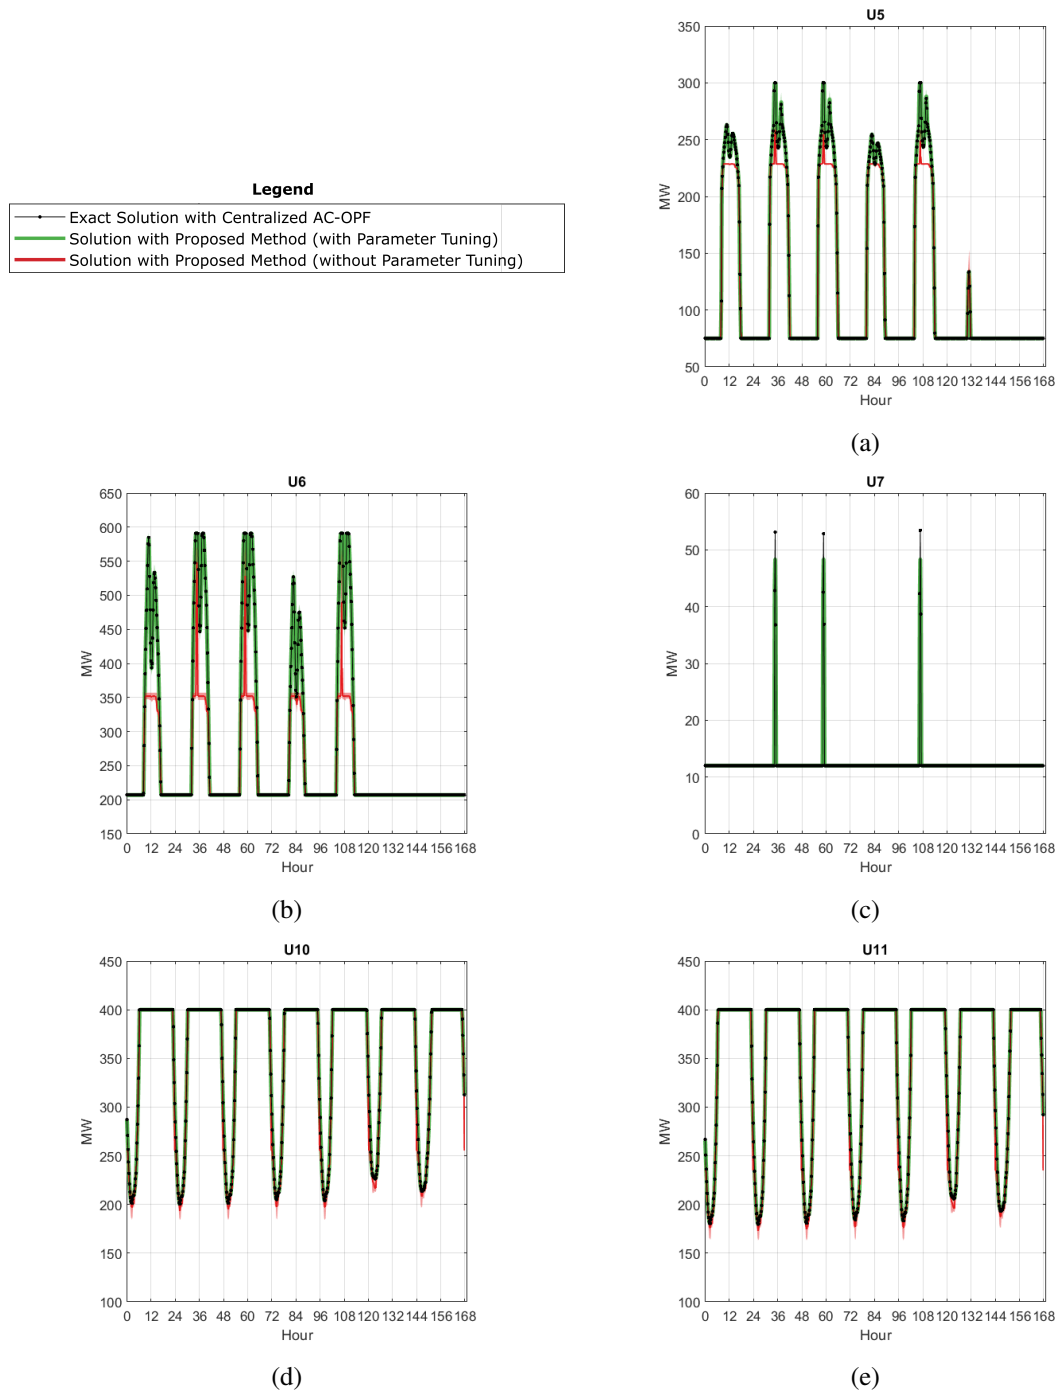 U5
350
300
250
200
150
100
50
MW
0 12 24 36 48 60 72 84 96 108 120 132 144 156 168
Hour
(a)
Legend
Exact Solution with Centralized AC-OPF
Solution with Proposed Method (with Parameter Tuning)
Solution with Proposed Method (without Parameter Tuning)
U6
650
600
550
500
450
400
350
300
250
200
150
MW
0 12 24 36 48 60 72 84 96 108 120 132 144 156 168
Hour
(b)
U7
60
50
40
30
20
10
0
MW
0 12 24 36 48 60 72 84 96 108 120 132 144 156 168
Hour
(c)
U10
450
400
350
300
250
200
150
100
MW
0 12 24 36 48 60 72 84 96 108 120 132 144 156 168
Hour
(d)
U11
450
400
350
300
250
200
150
100
MW
0 12 24 36 48 60 72 84 96 108 120 132 144 156 168
Hour
(e)